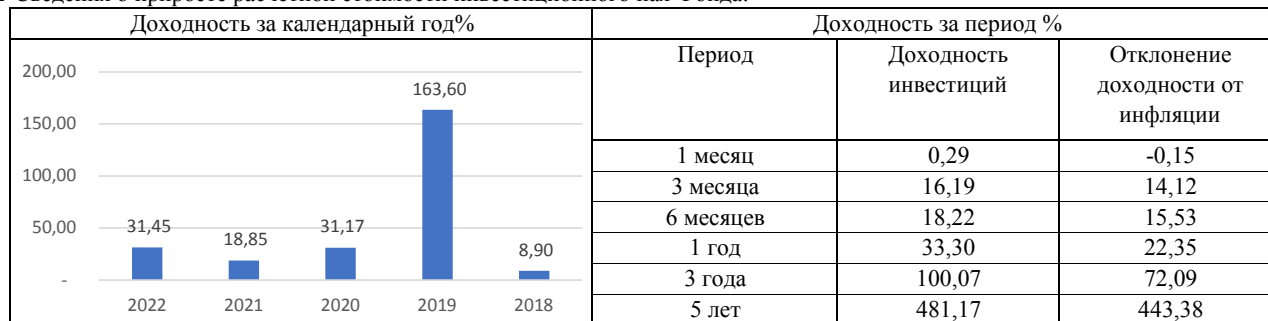 Доходность за календарный год%
200,00
150,00
100,00
50,00
-
31,45
18,85
31,17
163,60
8,90
2022 2021 2020 2019 2018
Доходность за период %
Период Доходность инвестиций Отклонение доходности от инфляции
1 месяц 0,29 -0,15
3 месяца 16,19 14,12
6 месяцев 18,22 15,53
1 год 33,30 22,35
3 года 100,07 72,09
5 лет 481,17 443,38